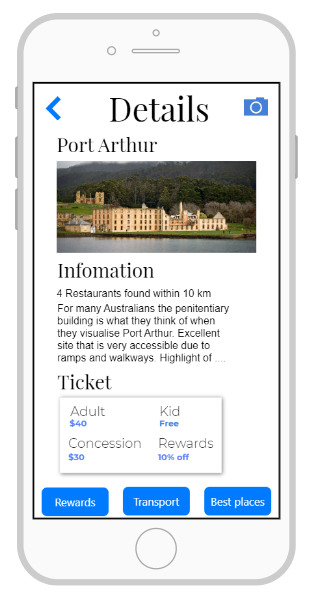 Details
Port Arthur
Infomation
4 Restaurants found within 10 km
For many Australians the penitentiary
building is what they think of when
they visualise Port Arthur. Excellent
site that is very accessible due to
ramps and walkways. Highlight of ....
Ticket
Adult Kid
$40 Free
Concession Rewards
$30 10% off
Rewards Transport Best places